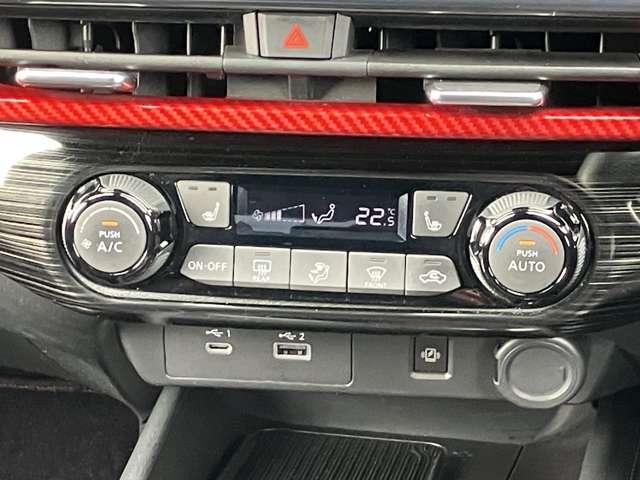 22.5°C
PUSH
A/C
PUSH
AUTO
ON·OFF
REAR
FRONT
1
2